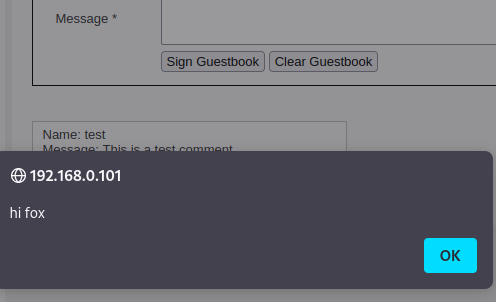 Message *
Sign Guestbook Clear Guestbook
Name: test
Message: This is a test comment.
192.168.0.101
hi fox
OK